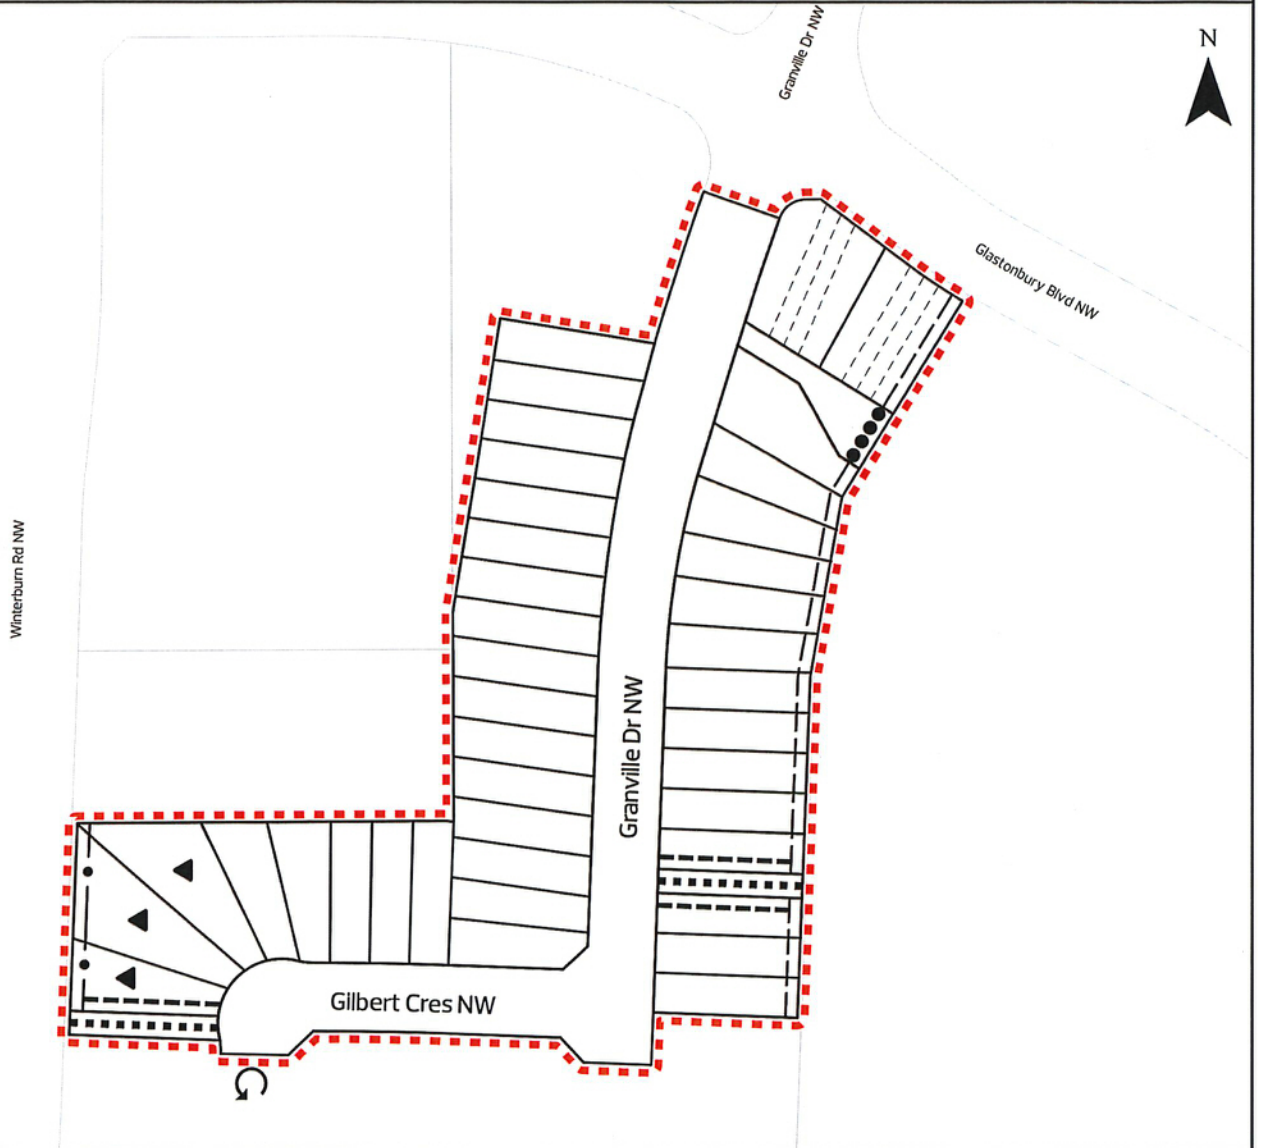 Granville Dr NW
N
Glastonbury Blvd NW
Winterburn Rd NW
Granville Dr NW
Gilbert Cres NW